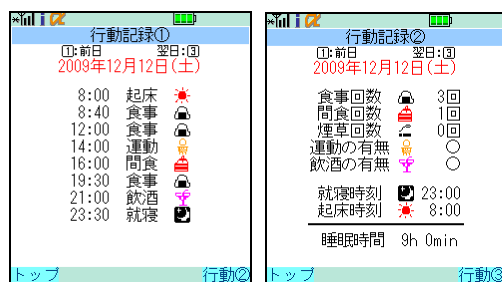 行動記録①
1:前日 翌日:3
2009年12月12日(土)
8:00 起床
8:40 食事
12:00 食事
14:00 運動
16:00 間食
19:30 食事
21:00 飲酒
23:30 就寝
トップ 行動②
行動記録②
1:前日 翌日:3
2009年12月12日(土)
食事回数 3回
間食回数 1回
煙草回数 0回
運動の有無 ○
飲酒の有無 ○
就寝時刻 23:00
起床時刻 8:00
睡眠時間 9h 0min
トップ 行動③